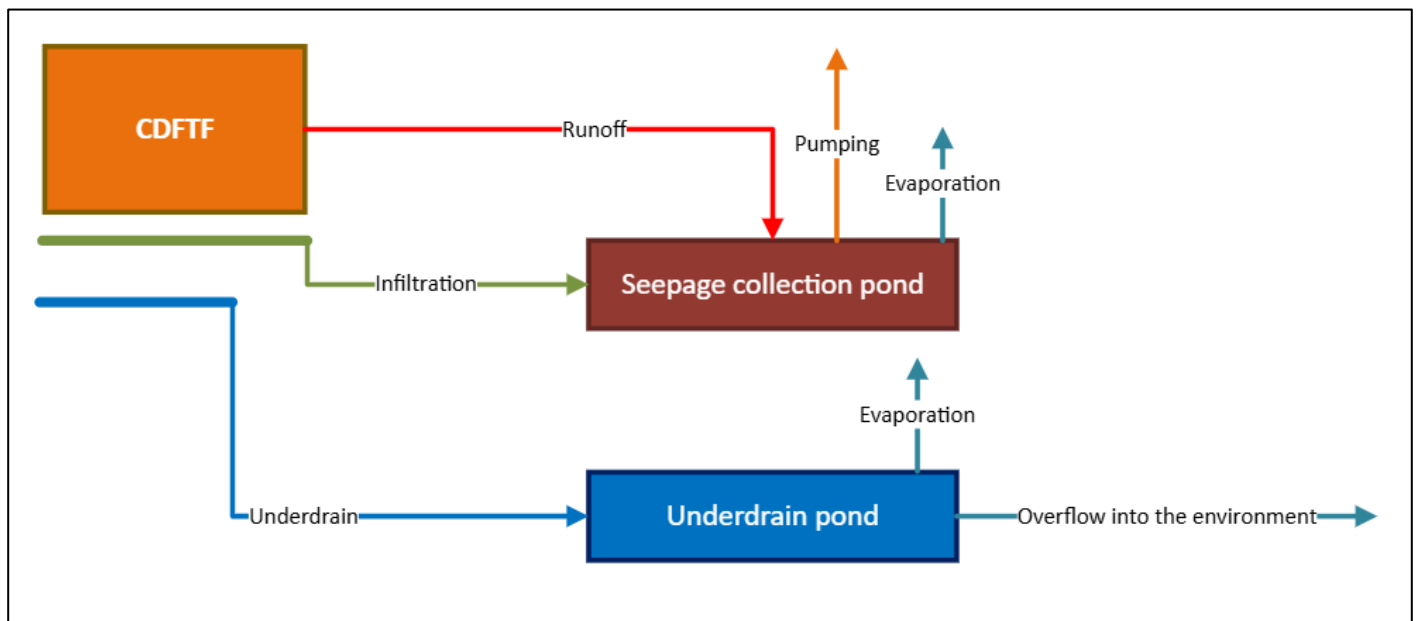 CDFTF
Runoff
Pumping
Evaporation
Infiltration
Seepage collection pond
Evaporation
Underdrain
Underdrain pond
Overflow into the environment